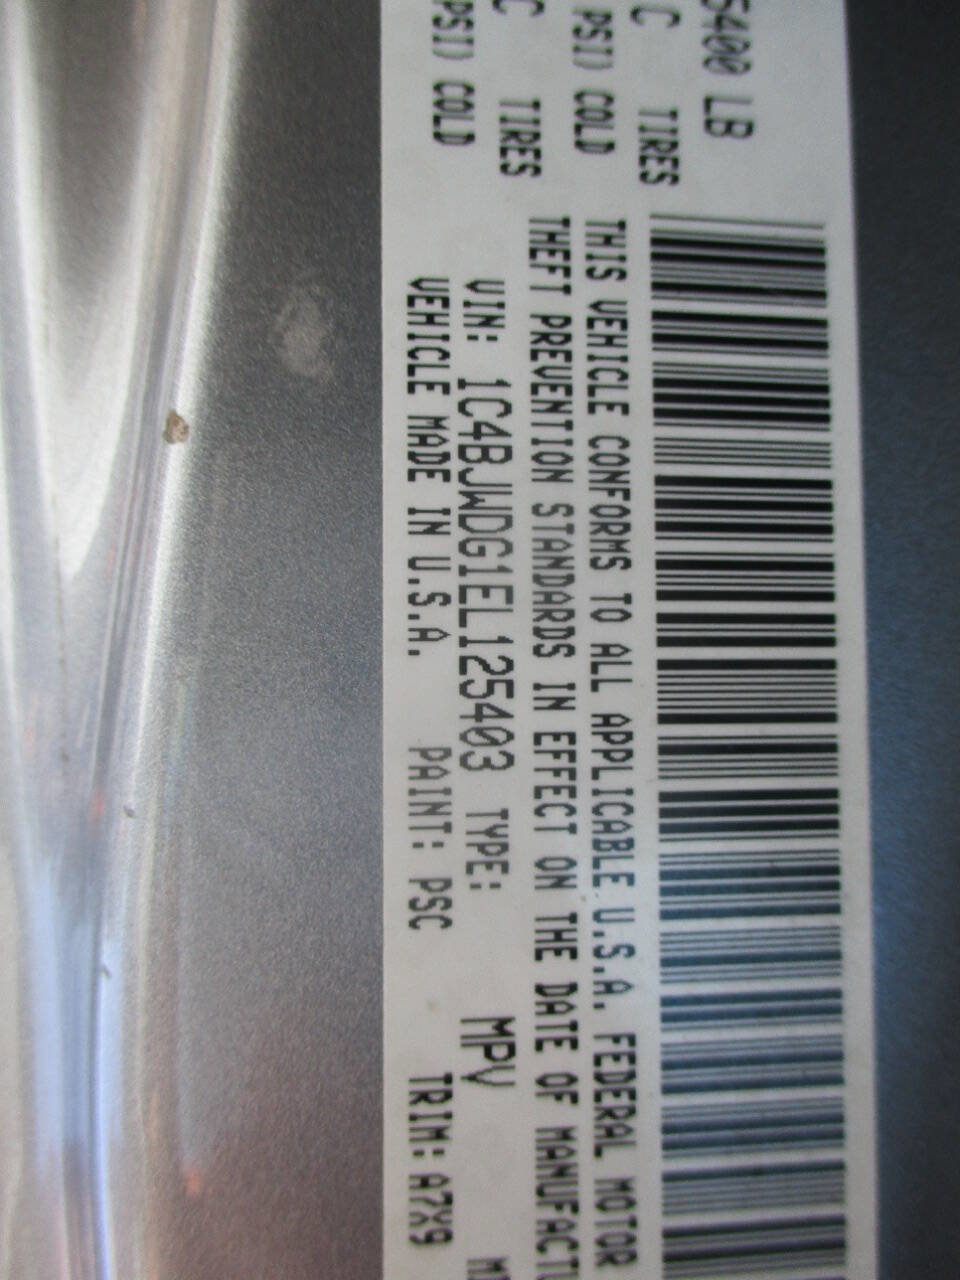 5400 LB
C TIRES
PSI) COLD
C TIRES
PSI) COLD
THIS VEHICLE CONFORMS TO ALL APPLICABLE U.S.A. FEDERAL MOTOR
THEFT PREVENTION STANDARDS IN EFFECT ON THE DATE OF MANUFACTU
VIN: 1C4BJWDG1EL125403 TYPE: MPV
VEHICLE MADE IN U.S.A. PAINT: PSC TRIM: A7X9